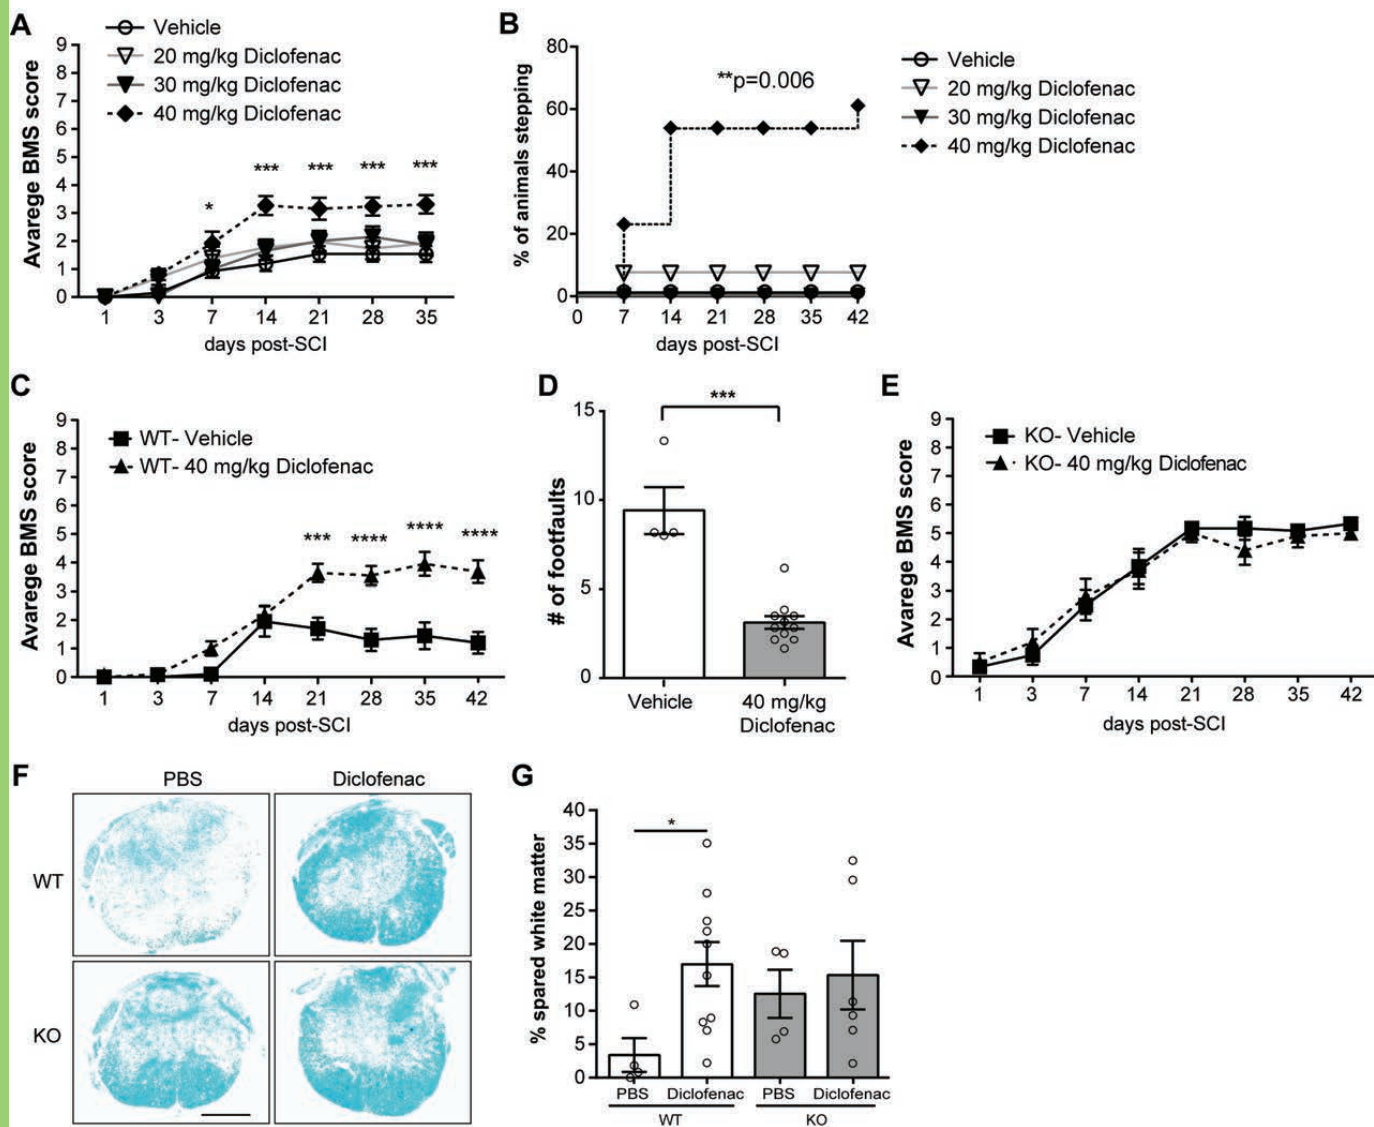 A
Vehicle
20 mg/kg Diclofenac
30 mg/kg Diclofenac
40 mg/kg Diclofenac
Avarege BMS score
9
8
7
6
5
4
3
2
1
0
*
***
***
***
***
1 3 7 14 21 28 35
days post-SCI
B
Vehicle
20 mg/kg Diclofenac
30 mg/kg Diclofenac
40 mg/kg Diclofenac
% of animals stepping
80
60
40
20
0
**p=0.006
0 7 14 21 28 35 42
days post-SCI
C
WT- Vehicle
WT- 40 mg/kg Diclofenac
Avarege BMS score
9
8
7
6
5
4
3
2
1
0
***
****
****
****
1 3 7 14 21 28 35 42
days post-SCI
D
# of footfaults
15
10
5
0
***
Vehicle
40 mg/kg
Diclofenac
E
KO- Vehicle
KO- 40 mg/kg Diclofenac
Avarege BMS score
9
8
7
6
5
4
3
2
1
0
1 3 7 14 21 28 35 42
days post-SCI
F
PBS Diclofenac
WT
KO
G
% spared white matter
40
35
30
25
20
15
10
5
0
*
PBS Diclofenac PBS Diclofenac
WT KO